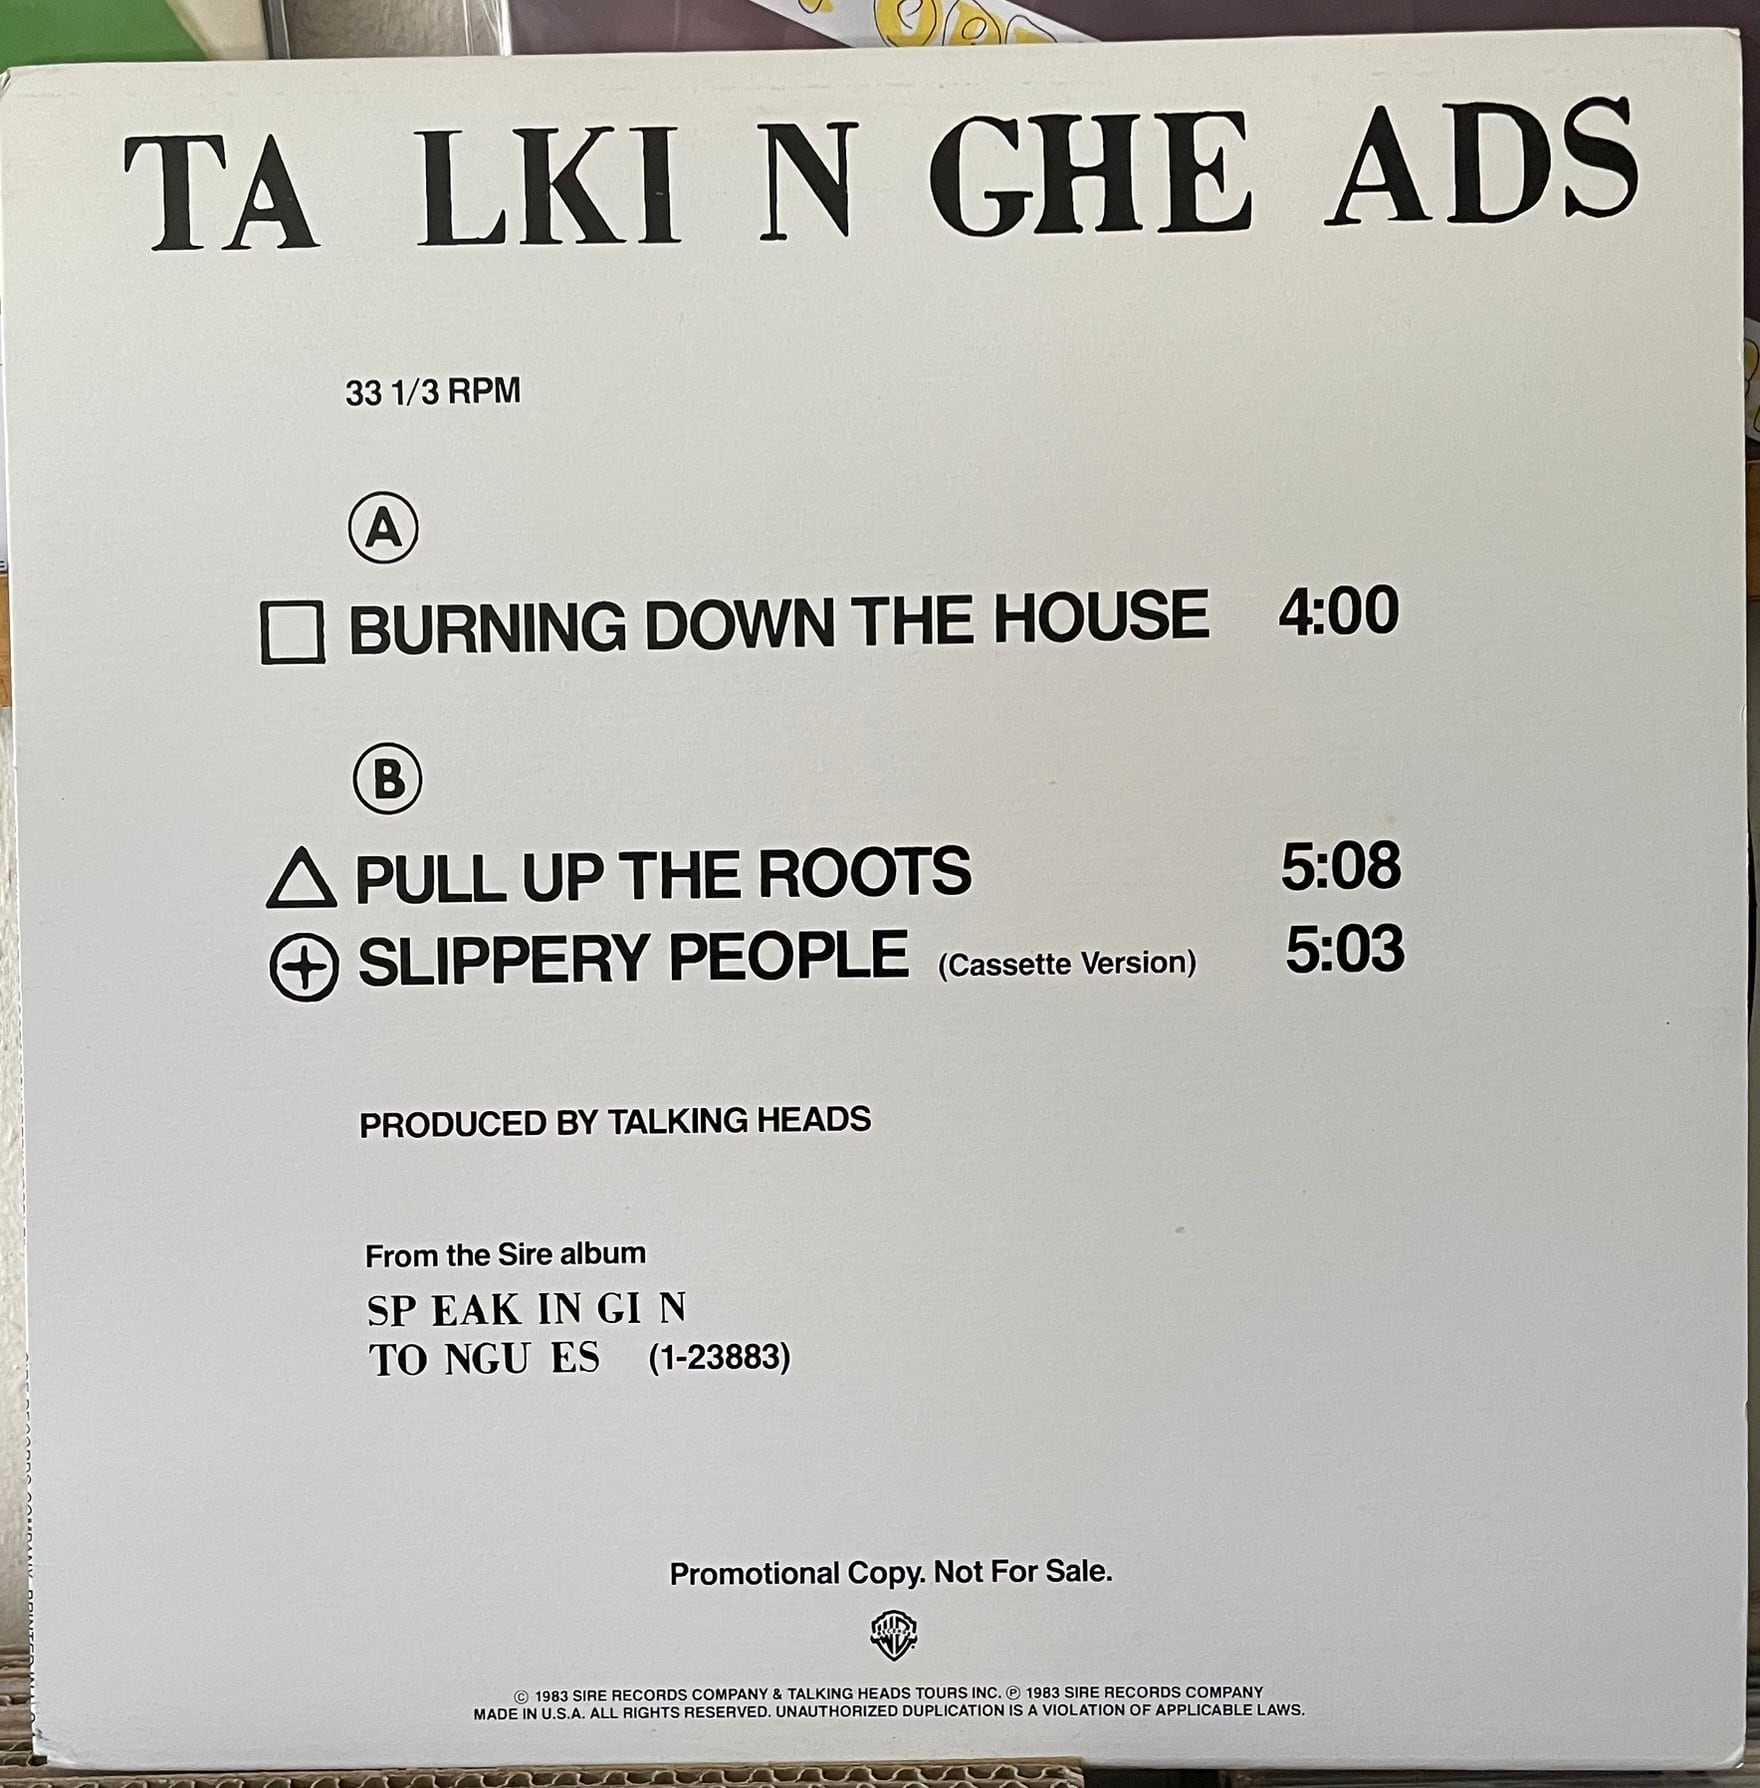 TA LKI N GHE ADS
33 1/3 RPM
A
BURNING DOWN THE HOUSE 4:00
B
PULL UP THE ROOTS 5:08
SLIPPERY PEOPLE (Cassette Version) 5:03
PRODUCED BY TALKING HEADS
From the Sire album
SP EAK IN GI N
TO NGU ES (1-23883)
Promotional Copy. Not For Sale.
© 1983 SIRE RECORDS COMPANY & TALKING HEADS TOURS INC. ℗ 1983 SIRE RECORDS COMPANY
MADE IN U.S.A. ALL RIGHTS RESERVED. UNAUTHORIZED DUPLICATION IS A VIOLATION OF APPLICABLE LAWS.